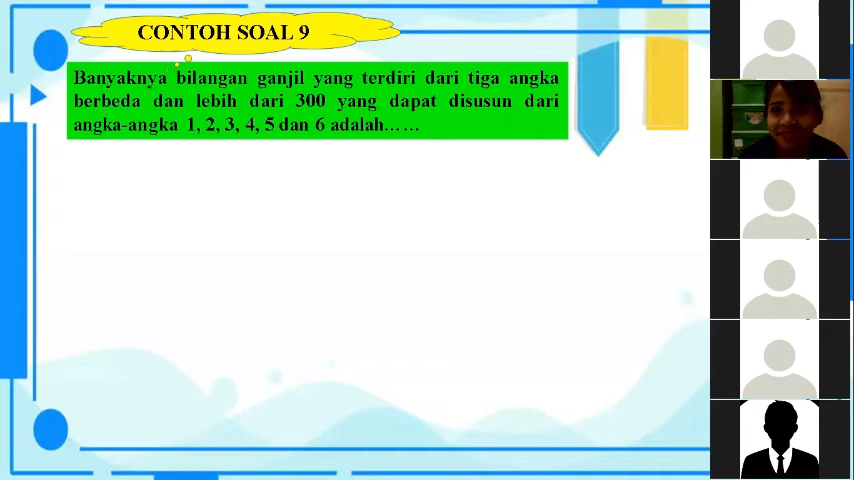 CONTOH SOAL 9
Banyaknya bilangan ganjil yang terdiri dari tiga angka
berbeda dan lebih dari 300 yang dapat disusun dari
angka-angka 1, 2, 3, 4, 5 dan 6 adalah……